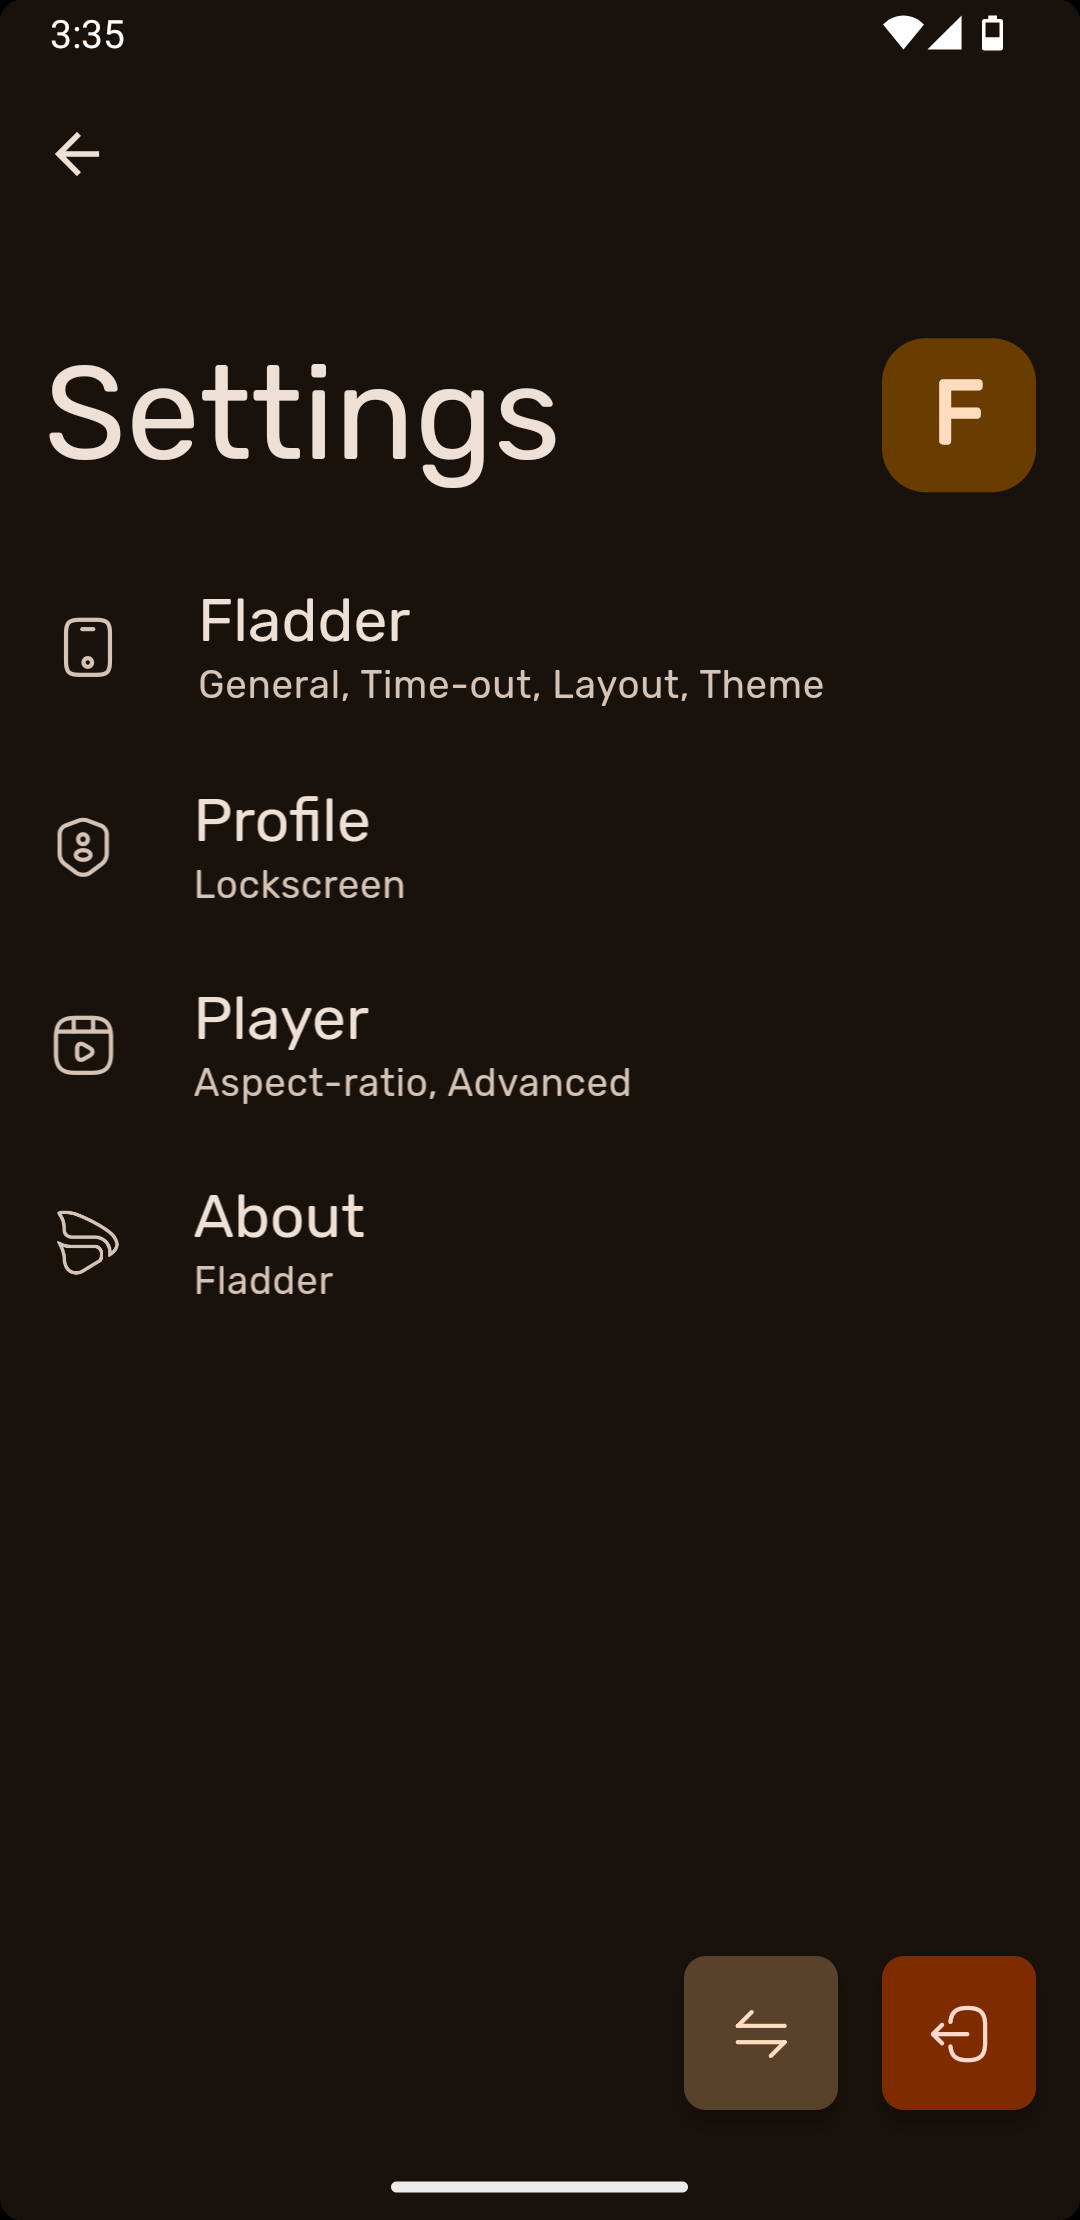 3:35
Settings
F
Fladder
General, Time-out, Layout, Theme
Profile
Lockscreen
Player
Aspect-ratio, Advanced
About
Fladder